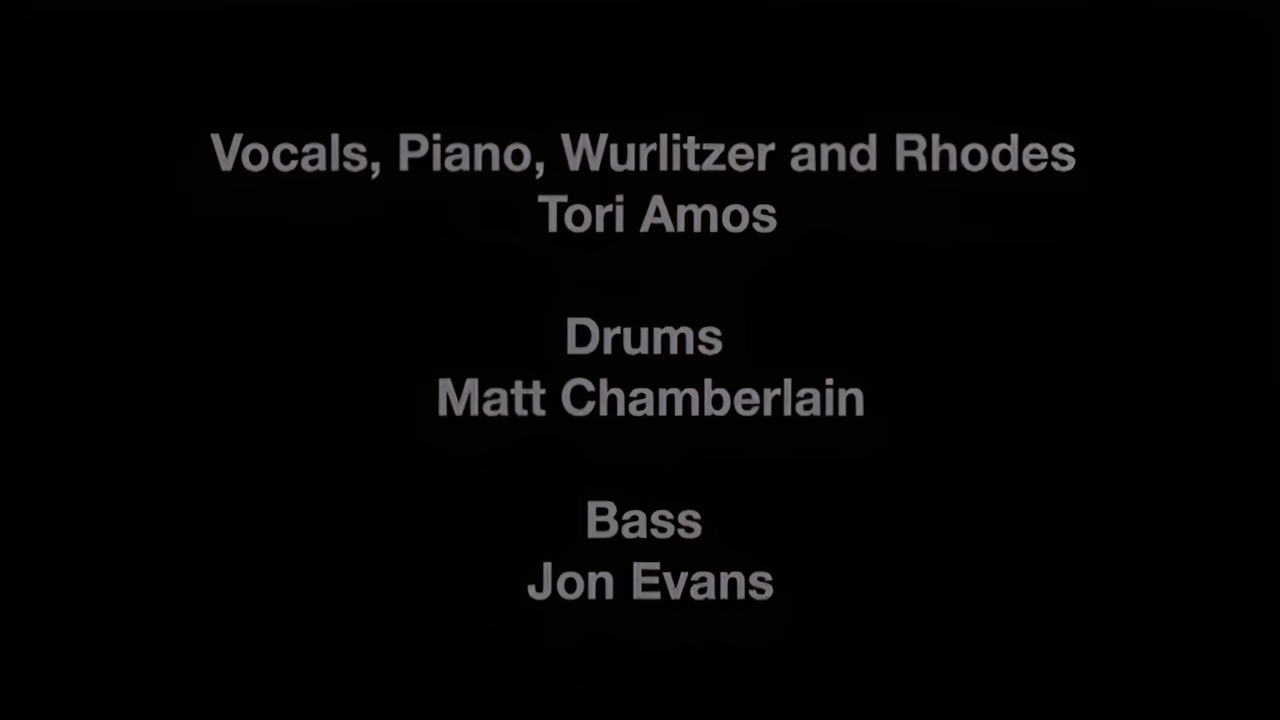 Vocals, Piano, Wurlitzer and Rhodes
Tori Amos
Drums
Matt Chamberlain
Bass
Jon Evans